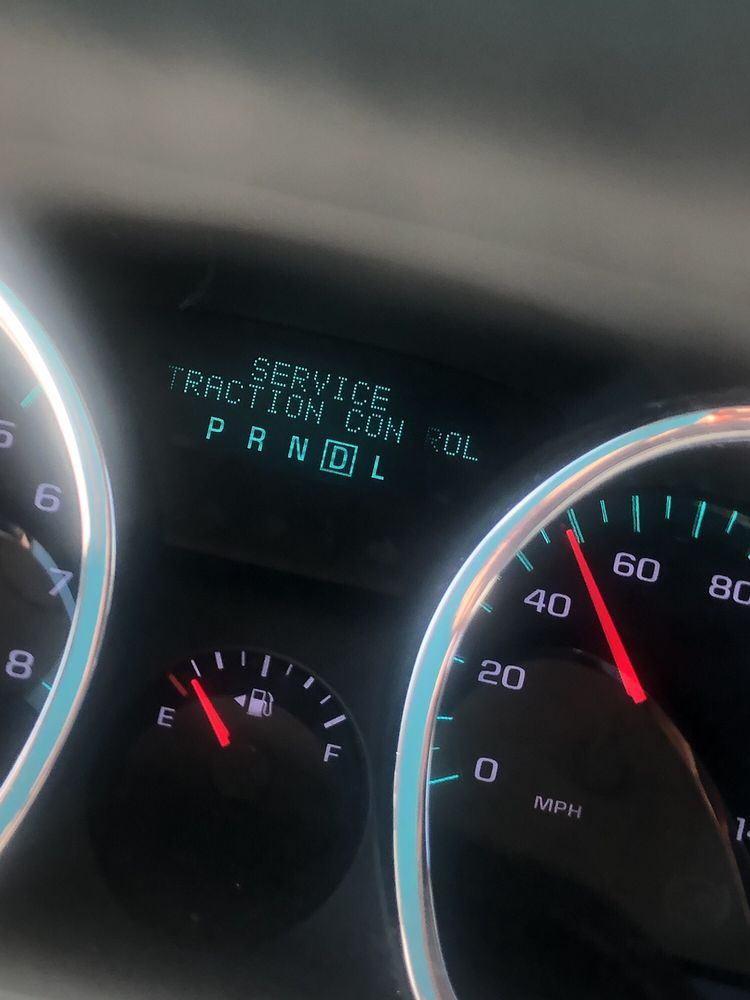 SERVICE
TRACTION CON ROL
P R N D L
5
6
7
8
E
F
0
20
40
60
80
MPH